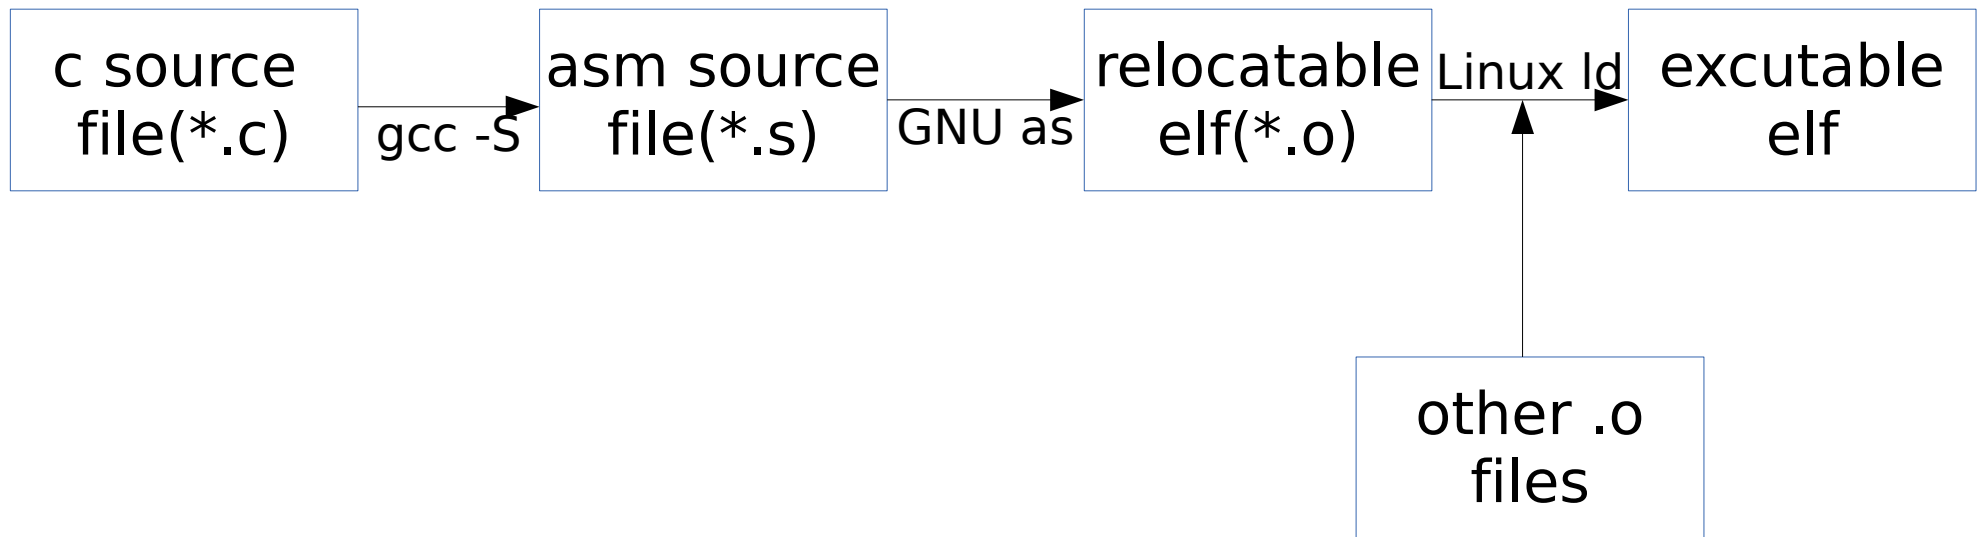 c source
file(*.c)
gcc -S
asm source
file(*.s)
GNU as
relocatable
elf(*.o)
Linux ld
excutable
elf
other .o
files